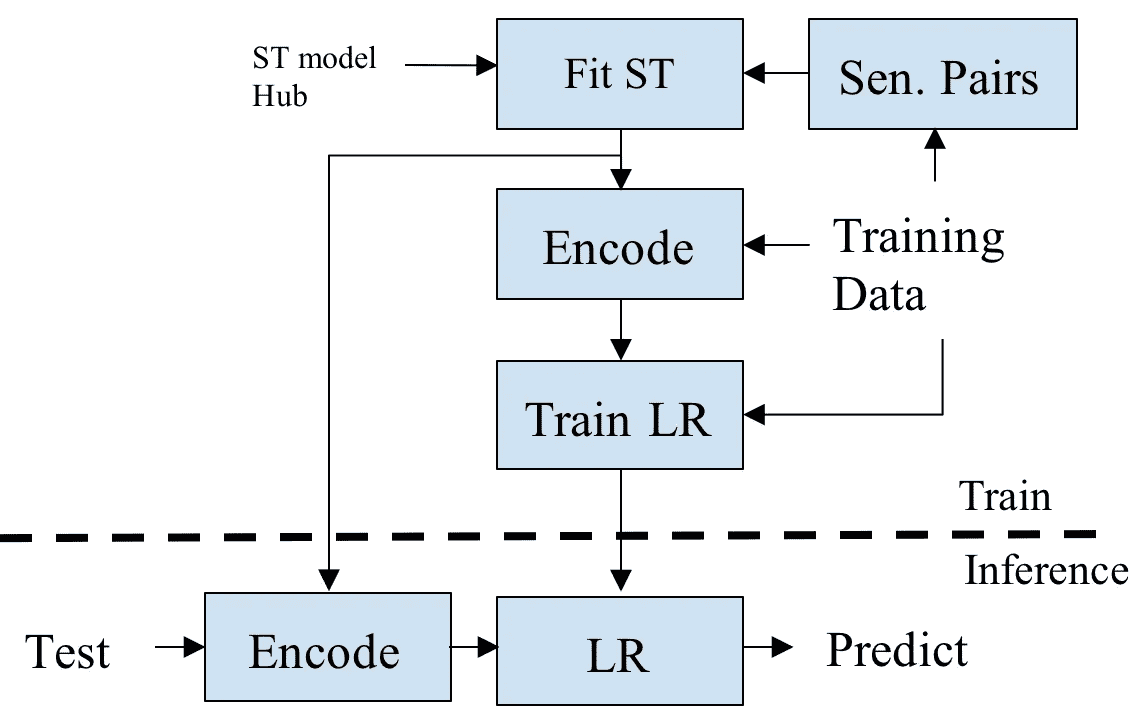 ST model
Hub
Fit ST
Sen. Pairs
Encode
Training
Data
Train LR
Train
Inference
Test
Encode
LR
Predict